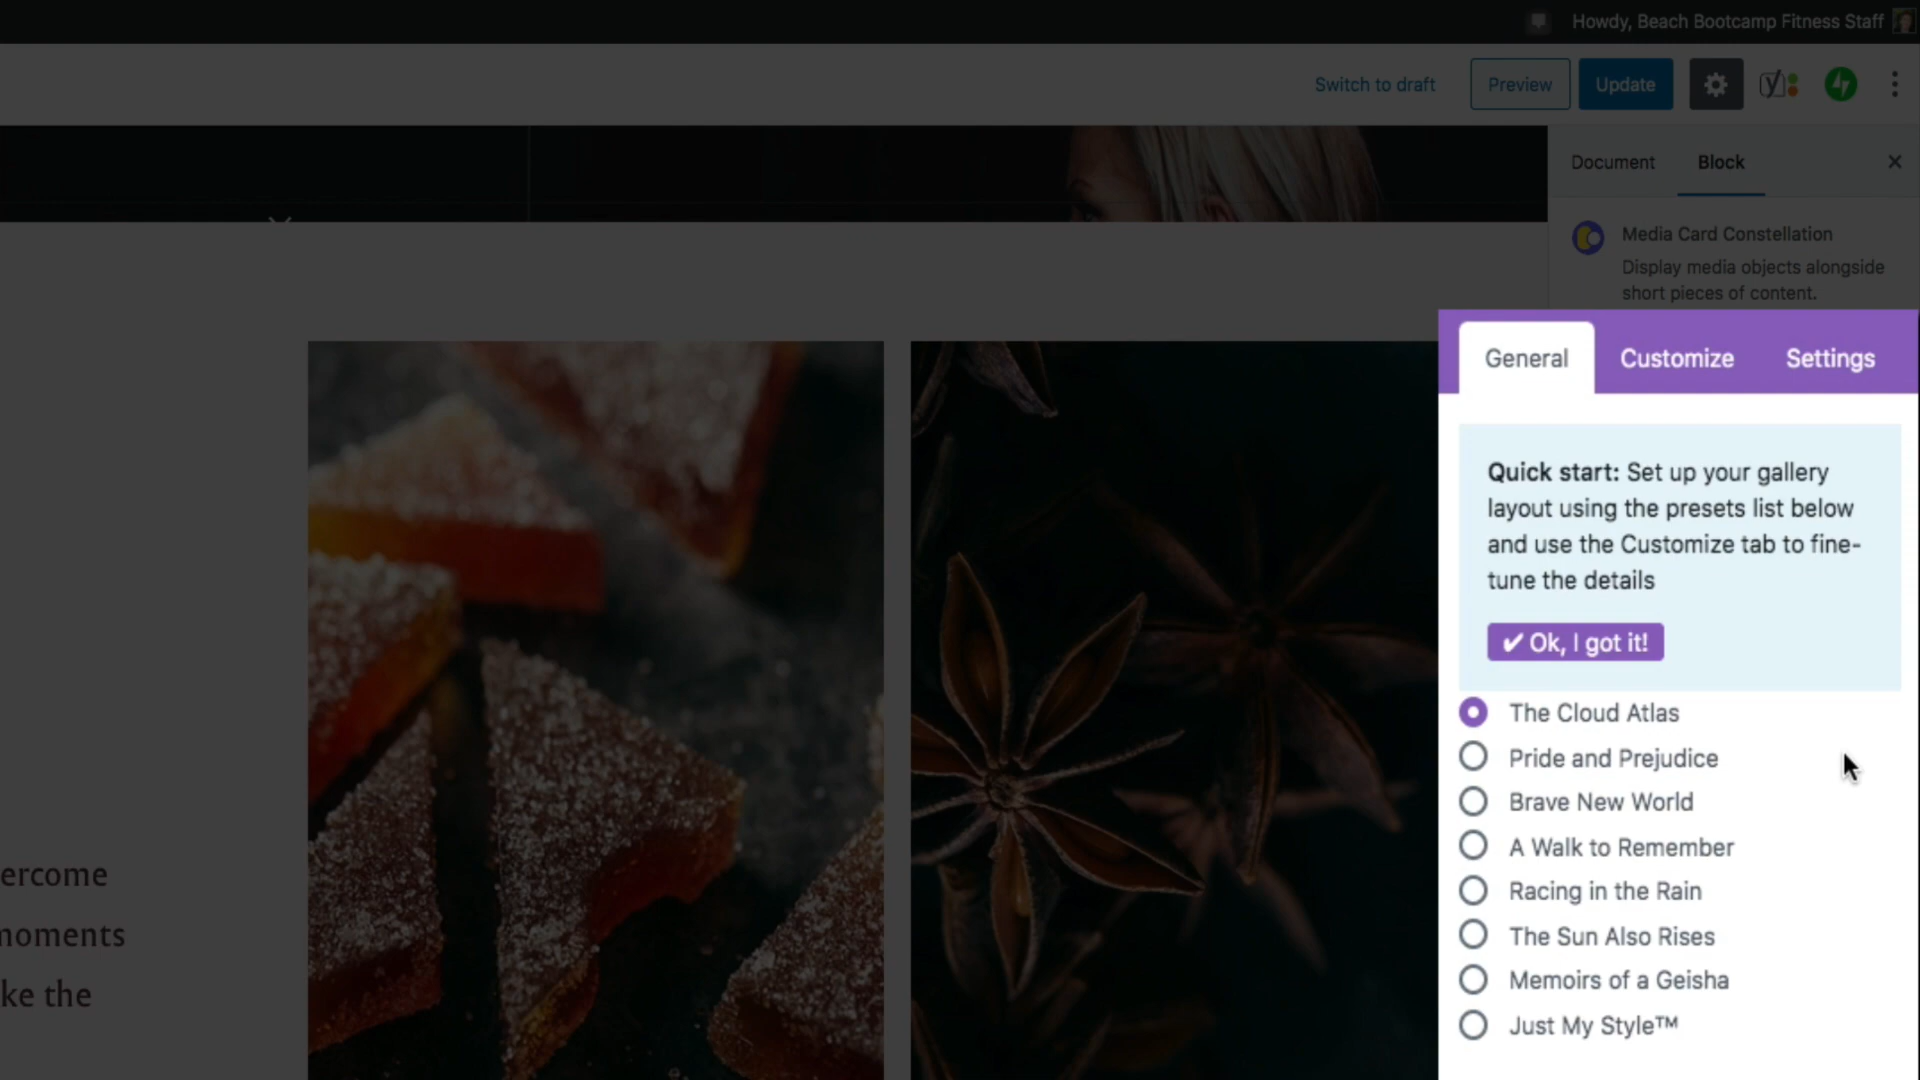 Howdy, Beach Bootcamp Fitness Staff
Switch to draft
Preview
Update
Document
Block
Media Card Constellation
Display media objects alongside
short pieces of content.
General
Customize
Settings
Quick start: Set up your gallery
layout using the presets list below
and use the Customize tab to fine-
tune the details
✔ Ok, I got it!
The Cloud Atlas
Pride and Prejudice
Brave New World
A Walk to Remember
Racing in the Rain
The Sun Also Rises
Memoirs of a Geisha
Just My Style™
ercome
moments
ke the